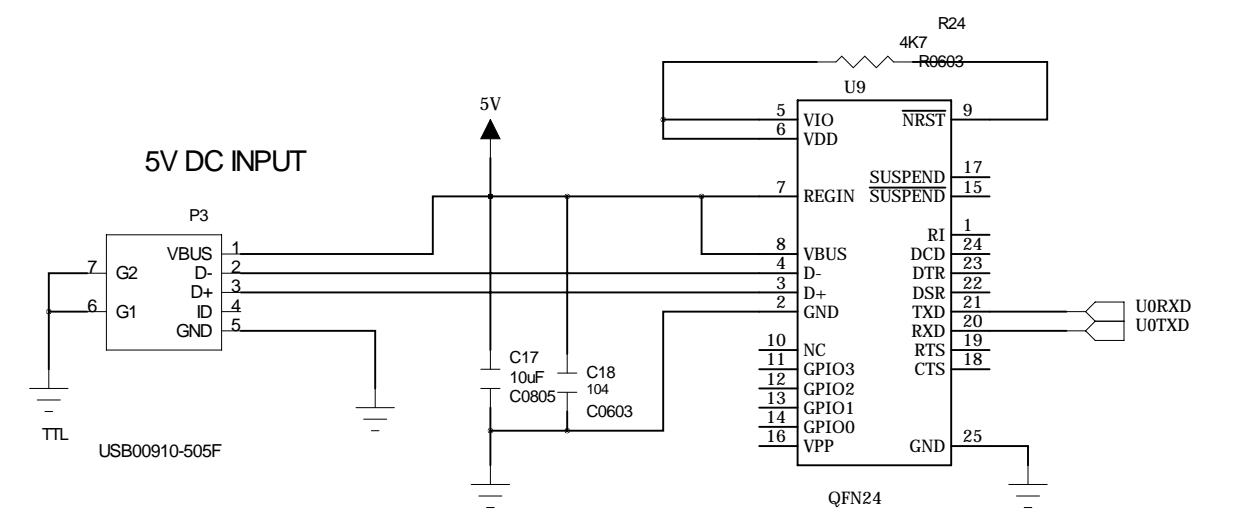 R24
4K7
R0603
U9
5V
5V DC INPUT
P3
VBUS 1
D- 2
D+ 3
ID 4
GND 5
7 G2
6 G1
TTL
USB00910-505F
C17
10uF
C0805
C18
104
C0603
5 VIO
6 VDD
7 REGIN
8 VBUS
4 D-
3 D+
2 GND
10 NC
11 GPIO3
12 GPIO2
13 GPIO1
14 GPIO0
16 VPP
NRST 9
SUSPEND 17
SUSPEND 15
RI 1
DCD 24
DTR 23
DSR 22
TXD 21
RXD 20
RTS 19
CTS 18
GND 25
U0RXD
U0TXD
QFN24